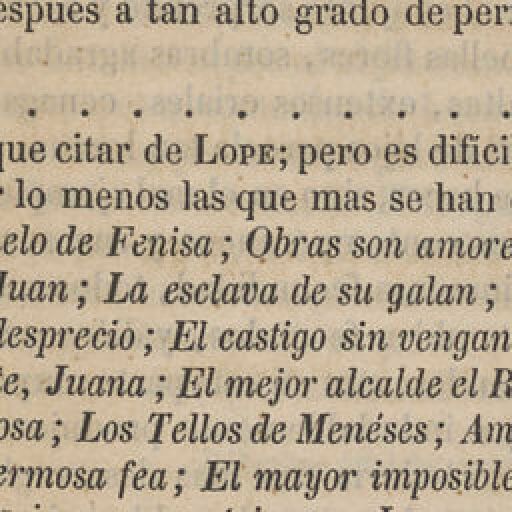 espues a tan alto grado de per
. . . . . . . . . .
que citar de LOPE; pero es dificil
lo menos las que mas se han
elo de Fenisa; Obras son amore
Juan; La esclava de su galan;
desprecio; El castigo sin vengan
te, Juana; El mejor alcalde el R
osa; Los Tellos de Menéses; Am
ermosa fea; El mayor imposible